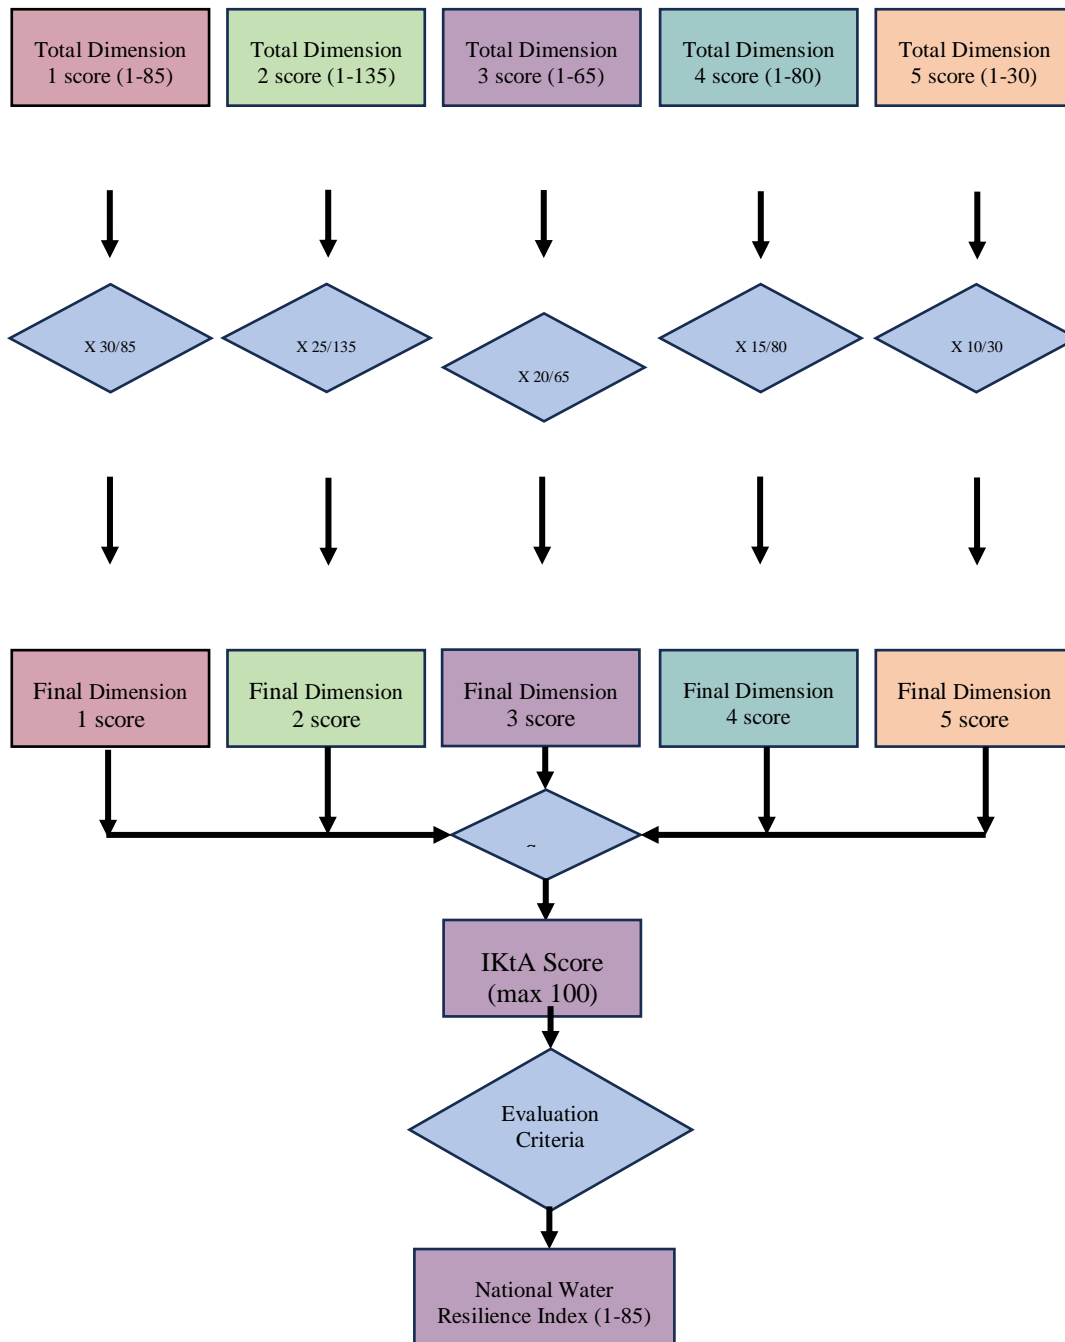 Total Dimension
1 score (1-85)
Total Dimension
2 score (1-135)
Total Dimension
3 score (1-65)
Total Dimension
4 score (1-80)
Total Dimension
5 score (1-30)
X 30/85
X 25/135
X 20/65
X 15/80
X 10/30
Final Dimension
1 score
Final Dimension
2 score
Final Dimension
3 score
Final Dimension
4 score
Final Dimension
5 score
IKtA Score
(max 100)
Evaluation
Criteria
National Water
Resilience Index (1-85)